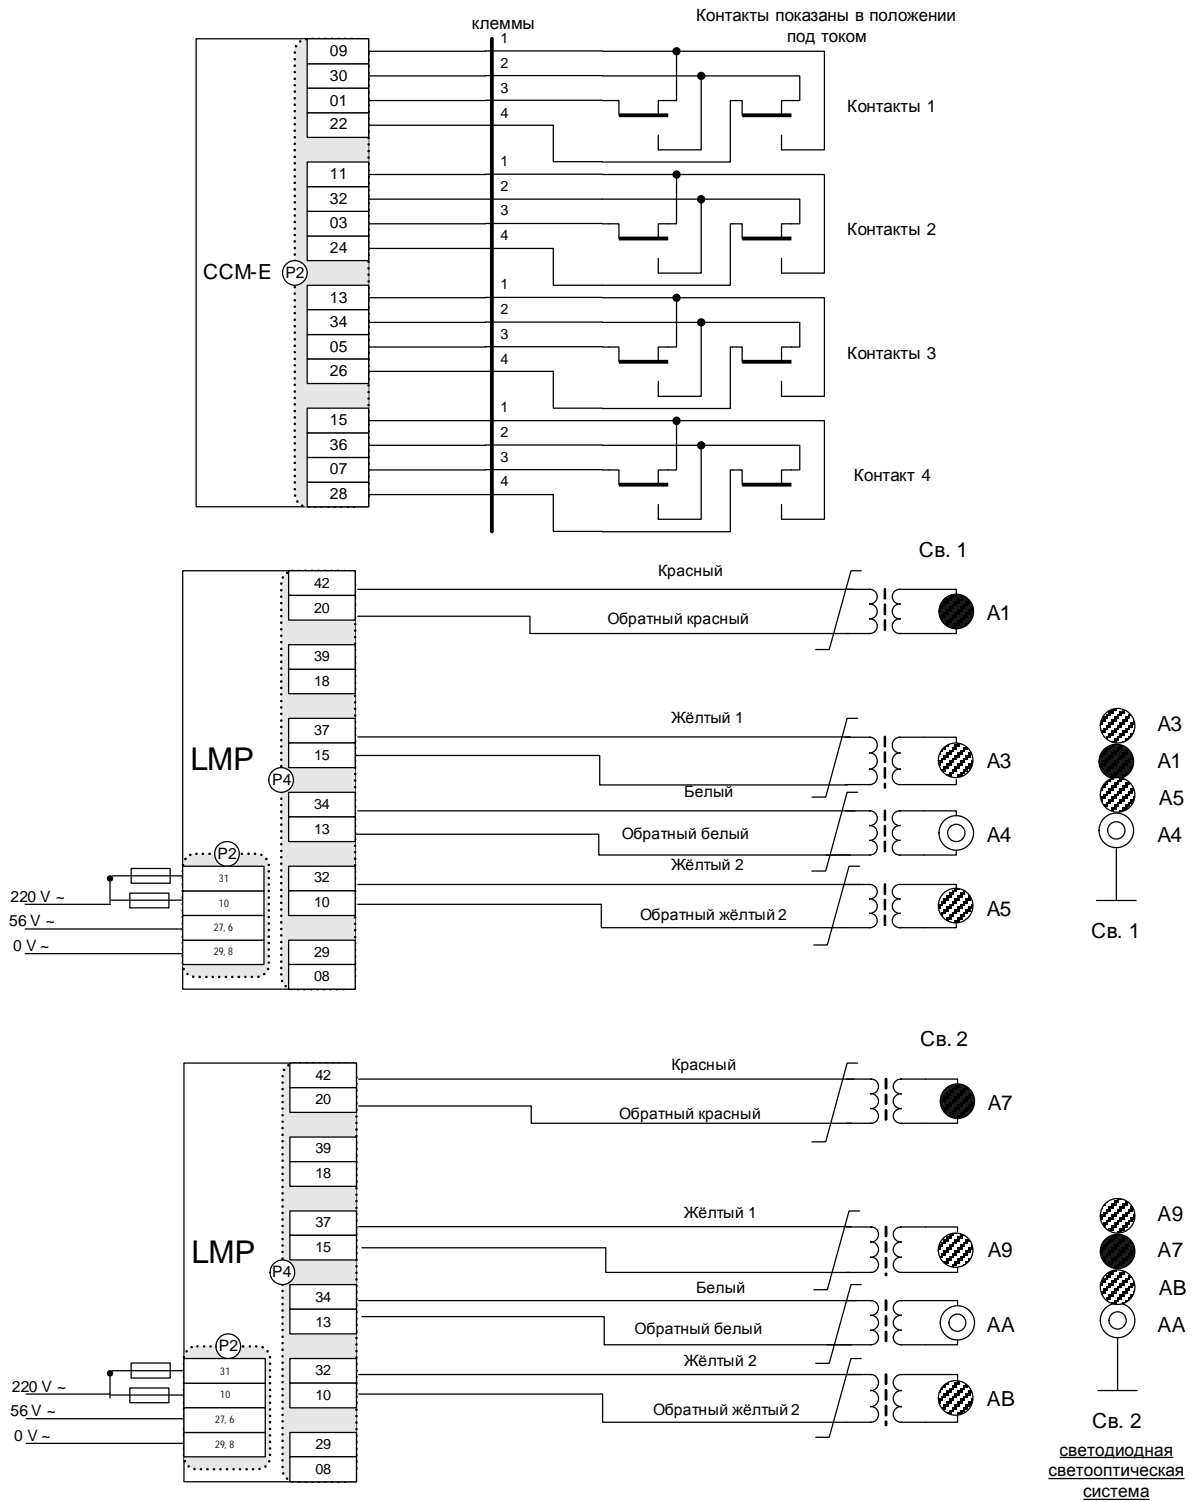 Контакты показаны в положении
под током
клеммы
CCM-E
P2
09
30
01
22
1
2
3
4
Контакты 1
11
32
03
24
1
2
3
4
Контакты 2
13
34
05
26
1
2
3
4
Контакты 3
15
36
07
28
1
2
3
4
Контакт 4
Св. 1
LMP
P4
42
20
39
18
37
15
34
13
32
10
29
08
Красный
Обратный красный
A1
Жёлтый 1
A3
Белый
Обратный белый
A4
Жёлтый 2
Обратный жёлтый 2
A5
P2
31
10
27, 6
29, 8
220 V ~
56 V ~
0 V ~
A3
A1
A5
A4
Св. 1
Св. 2
LMP
P4
42
20
39
18
37
15
34
13
32
10
29
08
Красный
Обратный красный
A7
Жёлтый 1
A9
Белый
Обратный белый
AA
Жёлтый 2
Обратный жёлтый 2
AB
P2
31
10
27, 6
29, 8
220 V ~
56 V ~
0 V ~
A9
A7
AB
AA
Св. 2
светодиодная
светооптическая
система